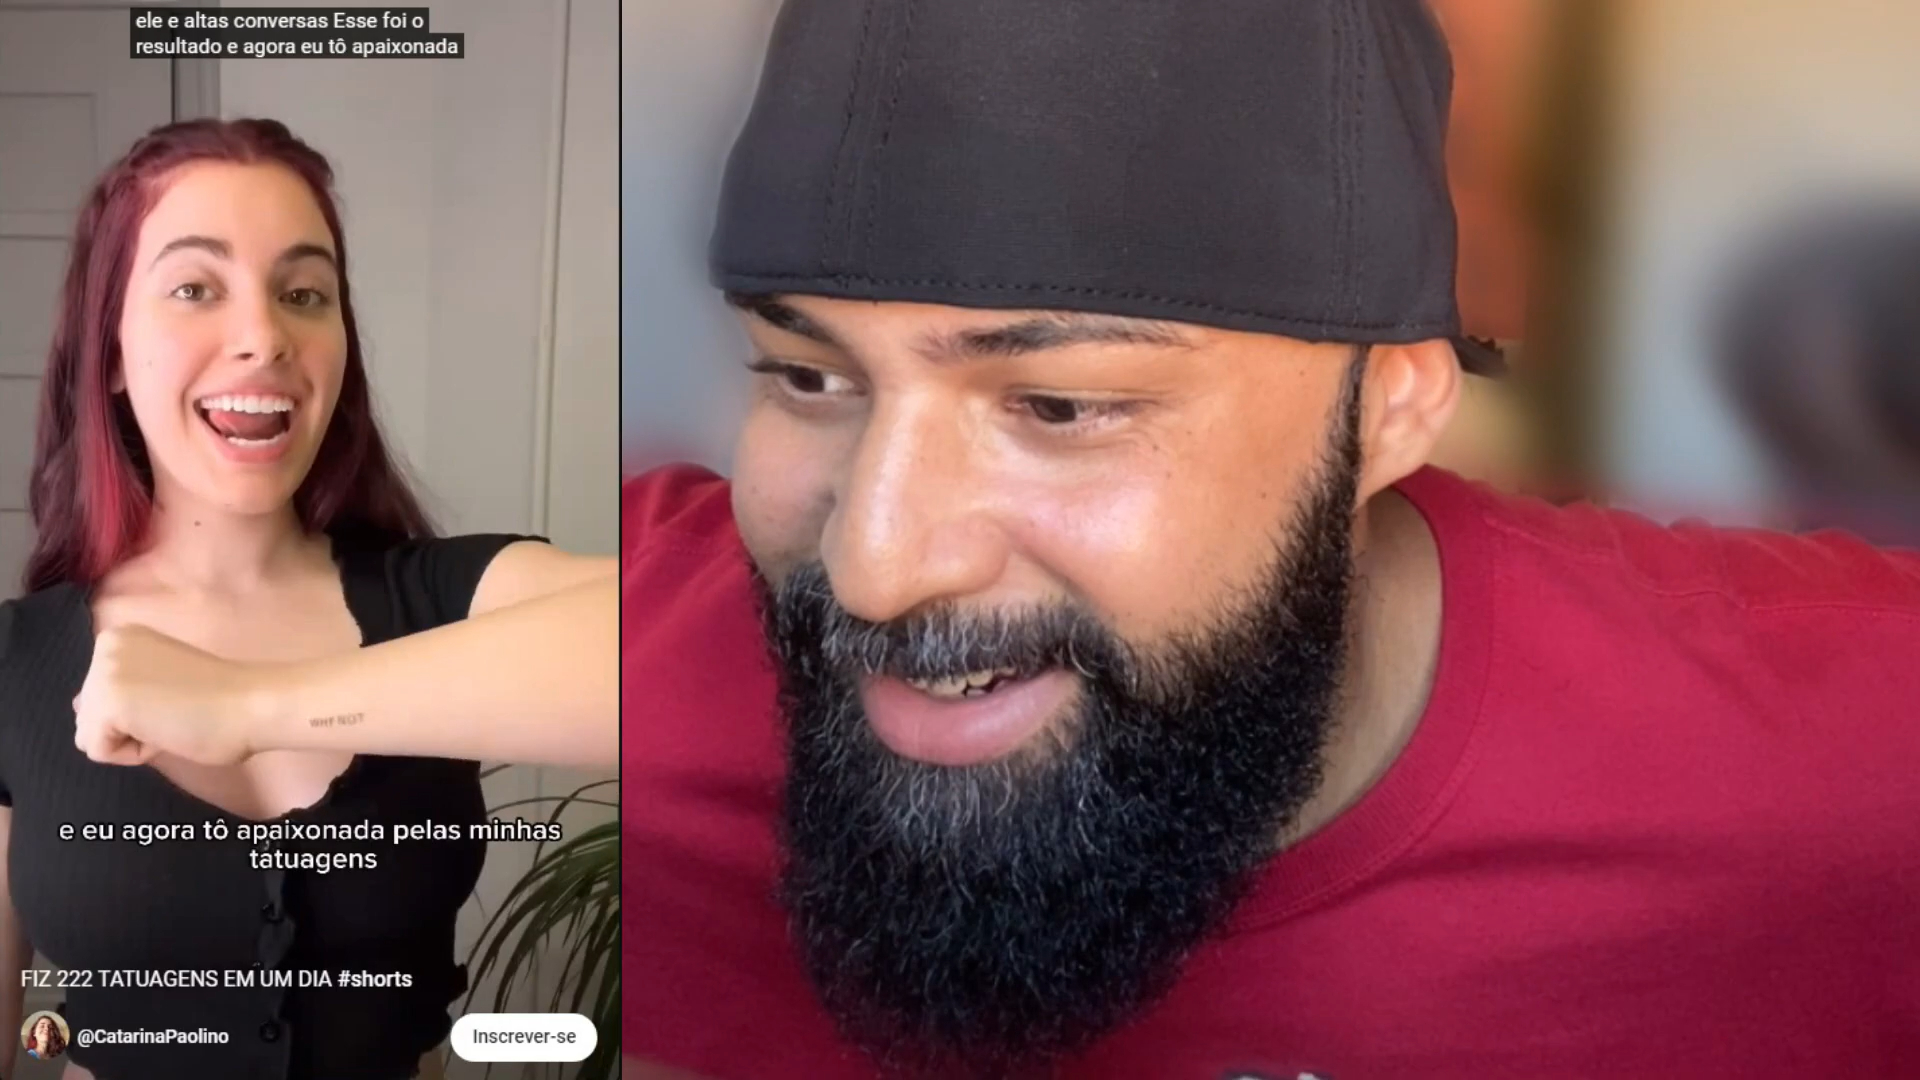 ele e altas conversas Esse foi o
resultado e agora eu tô apaixonada
WHY NOT
e eu agora tô apaixonada pelas minhas
tatuagens
FIZ 222 TATUAGENS EM UM DIA #shorts
@CatarinaPaolino
Inscrever-se